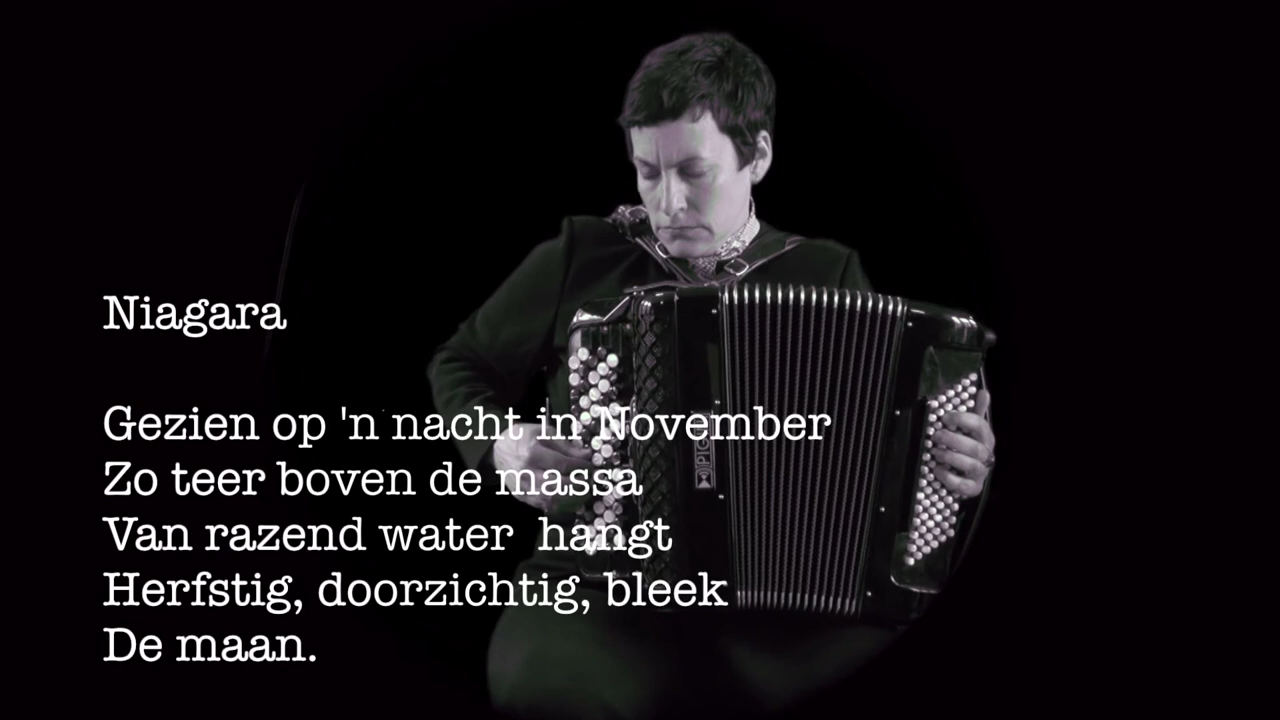 Niagara
Gezien op 'n nacht in November
Zo teer boven de massa
Van razend water hangt
Herfstig, doorzichtig, bleek
De maan.
PIGI